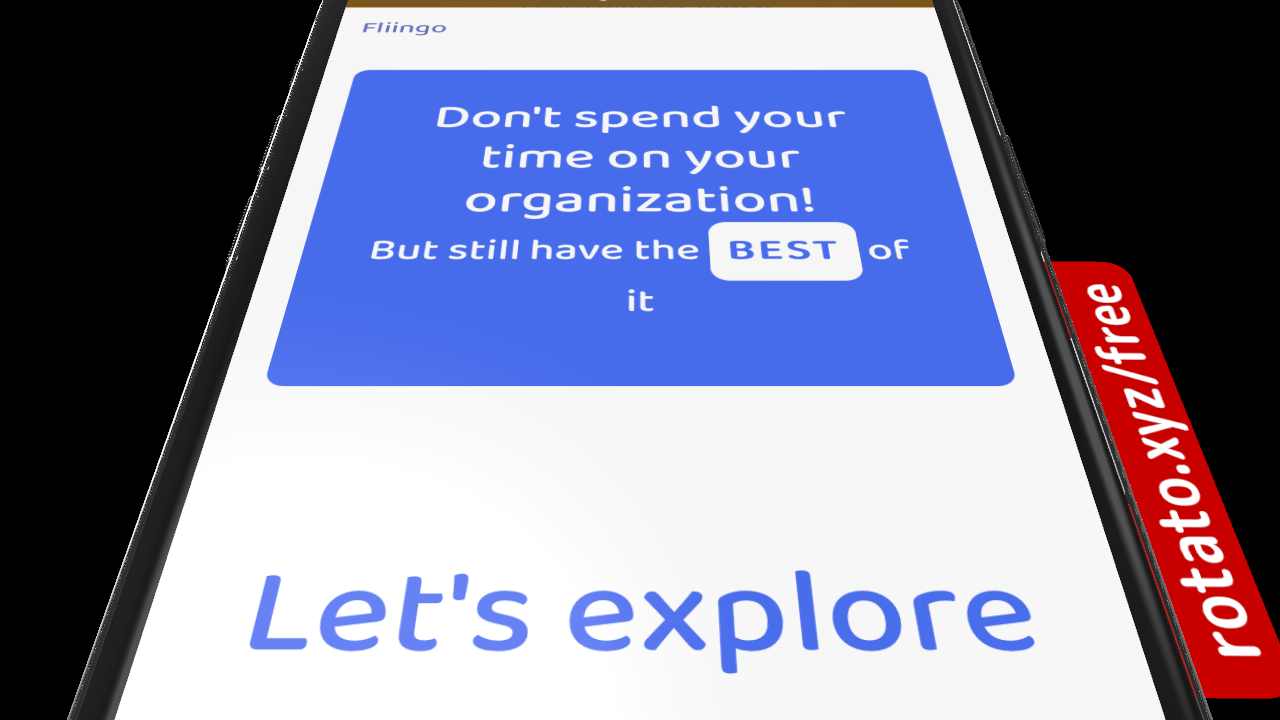 Fliingo
Don't spend your
time on your
organization!
But still have the BEST of
it
Let's explore
rotato.xyz/free